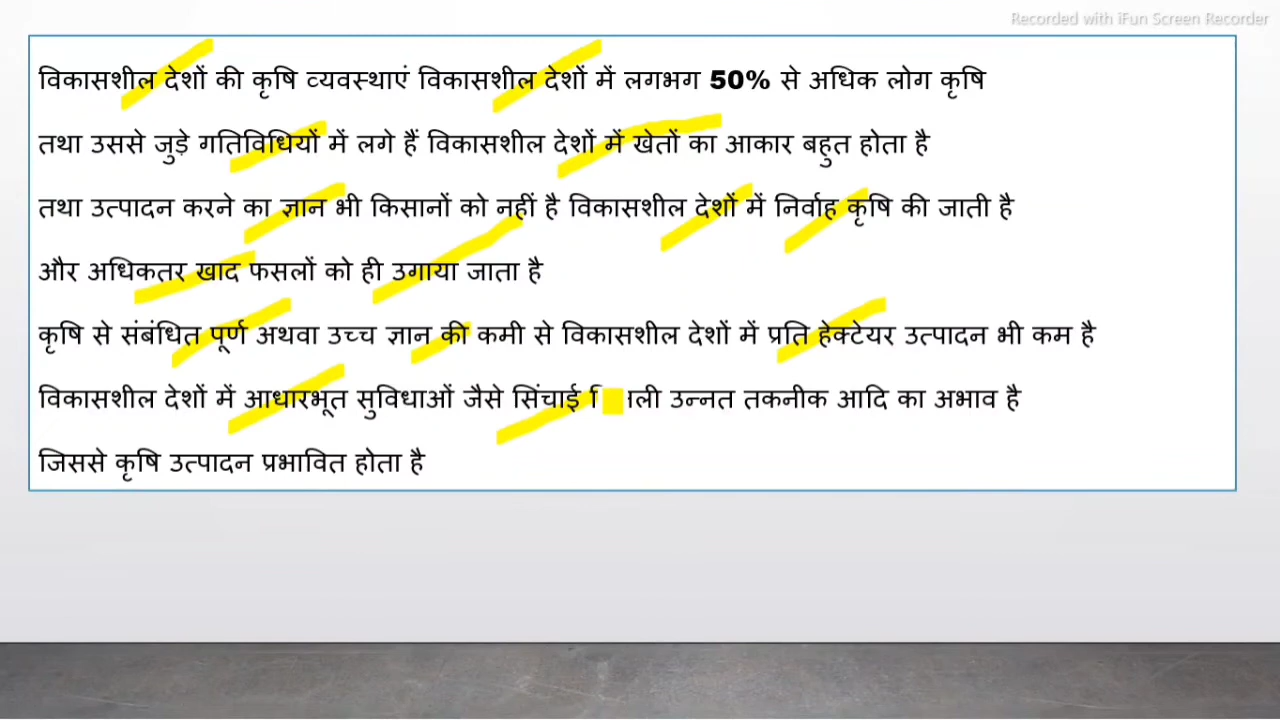 Recorded with iFun Screen Recorder
विकासशील देशों की कृषि व्यवस्थाएं विकासशील देशों में लगभग 50% से अधिक लोग कृषि
तथा उससे जुड़े गतिविधियों में लगे हैं विकासशील देशों में खेतों का आकार बहुत होता है
तथा उत्पादन करने का ज्ञान भी किसानों को नहीं है विकासशील देशों में निर्वाह कृषि की जाती है
और अधिकतर खाद फसलों को ही उगाया जाता है
कृषि से संबंधित पूर्ण अथवा उच्च ज्ञान की कमी से विकासशील देशों में प्रति हेक्टेयर उत्पादन भी कम है
विकासशील देशों में आधारभूत सुविधाओं जैसे सिंचाई उन्नत तकनीक आदि का अभाव है
जिससे कृषि उत्पादन प्रभावित होता है